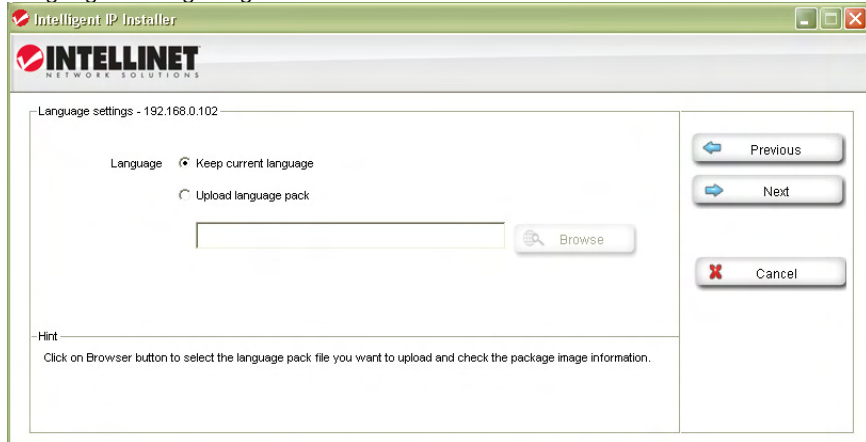 Intelligent IP Installer
INTELLINET
NETWORK SOLUTIONS
Language settings - 192.168.0.102
Language
Keep current language
Upload language pack
Browse
Previous
Next
Cancel
Hint
Click on Browser button to select the language pack file you want to upload and check the package image information.